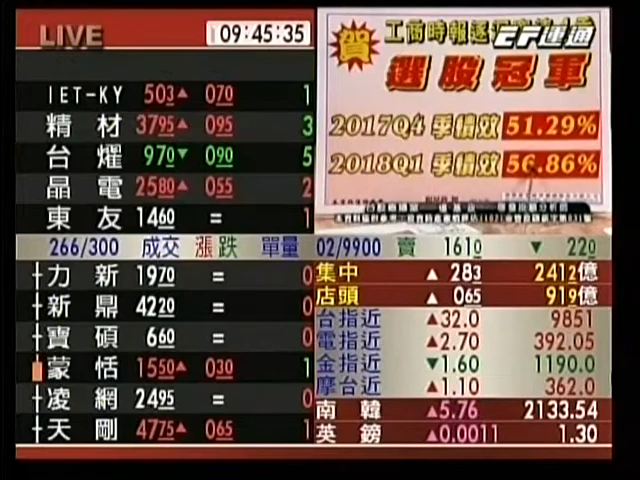 LIVE 09:45:35
IET-KY 503▲ 070 1
精材 3795▲ 095 3
台燿 970▼ 090 5
晶電 2580▲ 055 2
東友 1460 = 1
266/300 成交 漲跌 單量
力新 1970 = 0
新鼎 4220 = 0
寶碩 660 = 0
蒙恬 1550▲ 030 1
凌網 2495 = 0
天剛 4775▲ 065 1
賀 工商時報
EF東通
選股冠軍
2017Q4 季績效 51.29%
2018Q1 季績效 56.86%
02/9900 賣 1610 ▼ 220
集中 ▲ 283 2412億
店頭 ▲ 065 919億
台指近 ▲32.0 9851
電指近 ▲2.70 392.05
金指近 ▼1.60 1190.0
摩台近 ▲1.10 362.0
南韓 ▲5.76 2133.54
英鎊 ▲0.0011 1.30